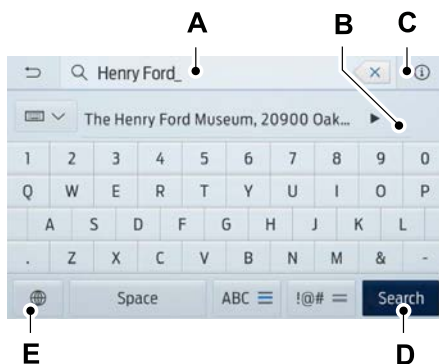 A
B
C
Henry Ford_
The Henry Ford Museum, 20900 Oak...
1 2 3 4 5 6 7 8 9 0
Q W E R T Y U I O P
A S D F G H J K L
. Z X C V B N M & -
Space ABC !@# Search
E
D